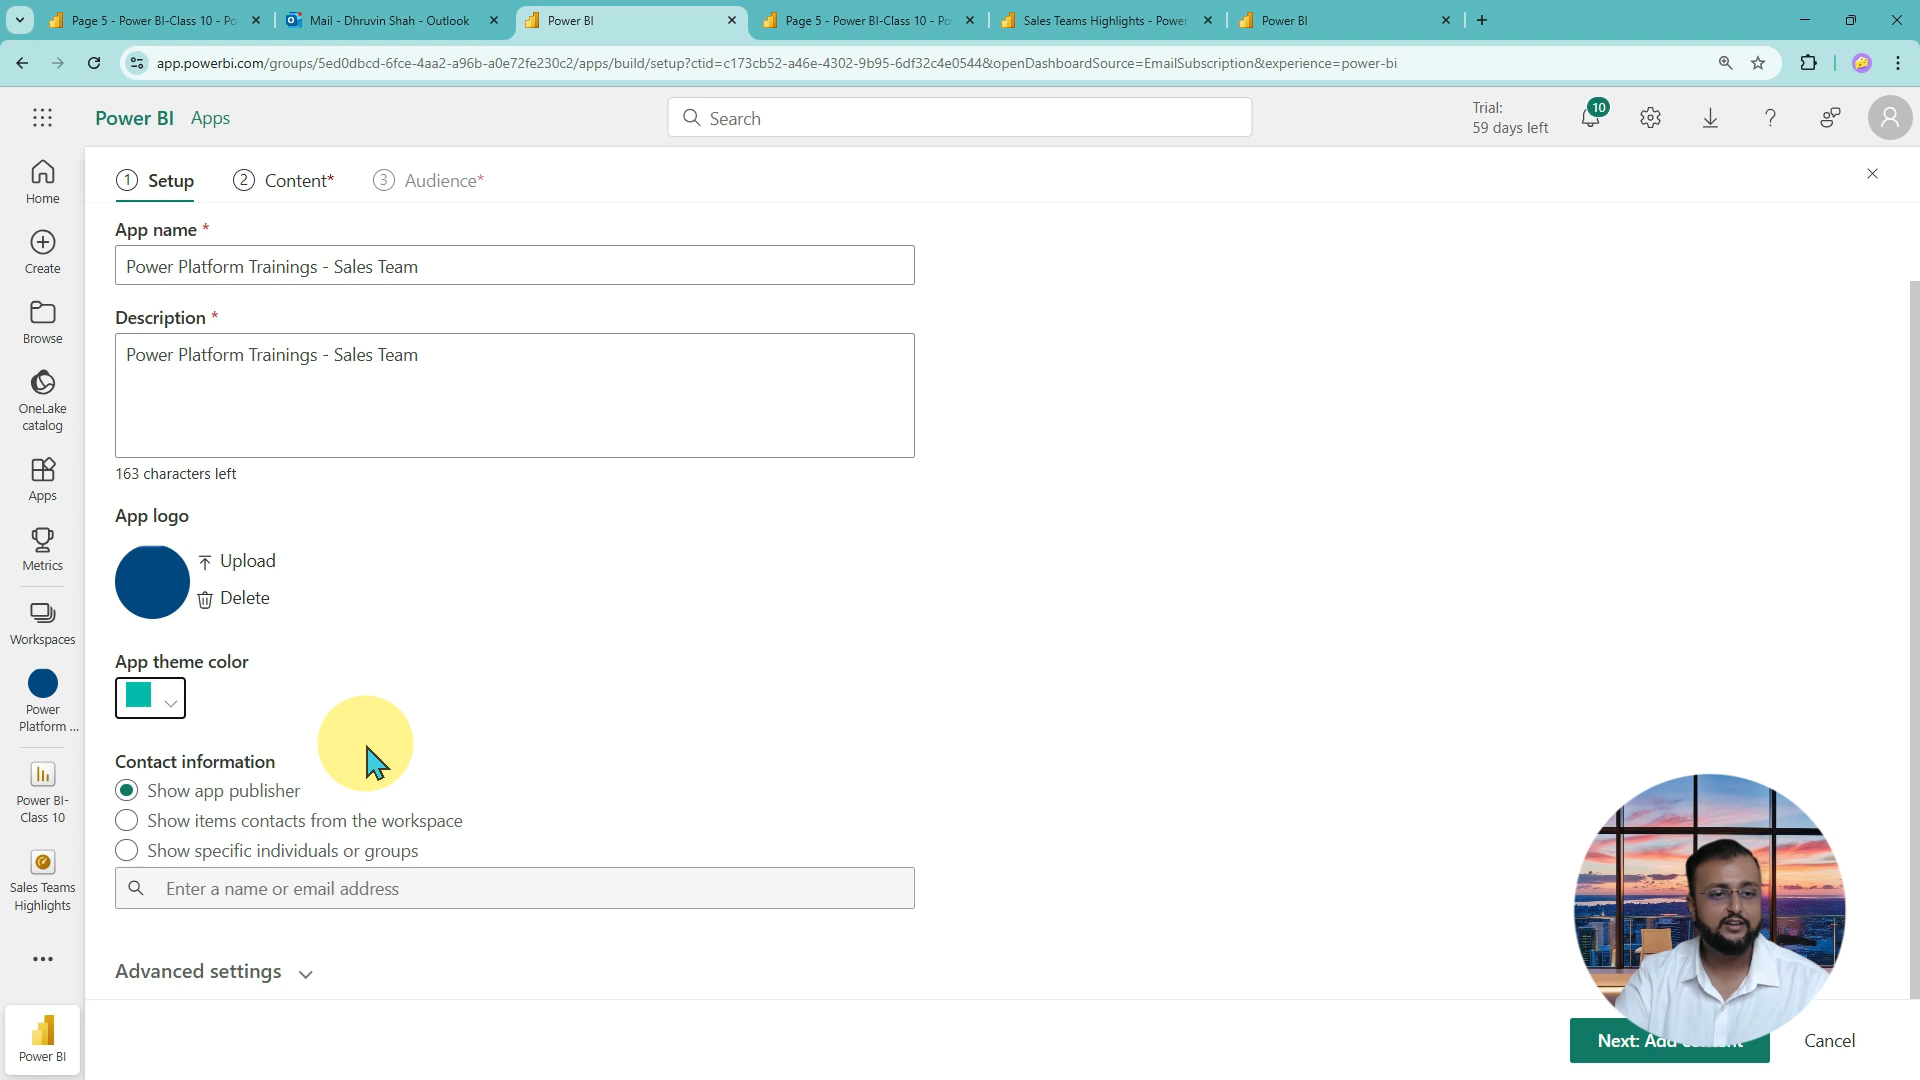 Page 5 - Power BI-Class 10 - Po
Mail - Dhruvin Shah - Outlook
Power BI
Page 5 - Power BI-Class 10 - Po
Sales Teams Highlights - Power
Power BI
app.powerbi.com/groups/5ed0dbcd-6fce-4aa2-a96b-a0e72fe230c2/apps/build/setup?ctid=c173cb52-a46e-4302-9b95-6df32c4e0544&openDashboardSource=EmailSubscription&experience=power-bi
Power BI Apps
Search
Trial:
59 days left
10
Home
Create
Browse
OneLake
catalog
Apps
Metrics
Workspaces
Power
Platform ...
Power BI-
Class 10
Sales Teams
Highlights
Power BI
1 Setup
2 Content*
3 Audience*
App name *
Power Platform Trainings - Sales Team
Description *
Power Platform Trainings - Sales Team
163 characters left
App logo
Upload
Delete
App theme color
Contact information
Show app publisher
Show items contacts from the workspace
Show specific individuals or groups
Enter a name or email address
Advanced settings
Next: Add
Cancel